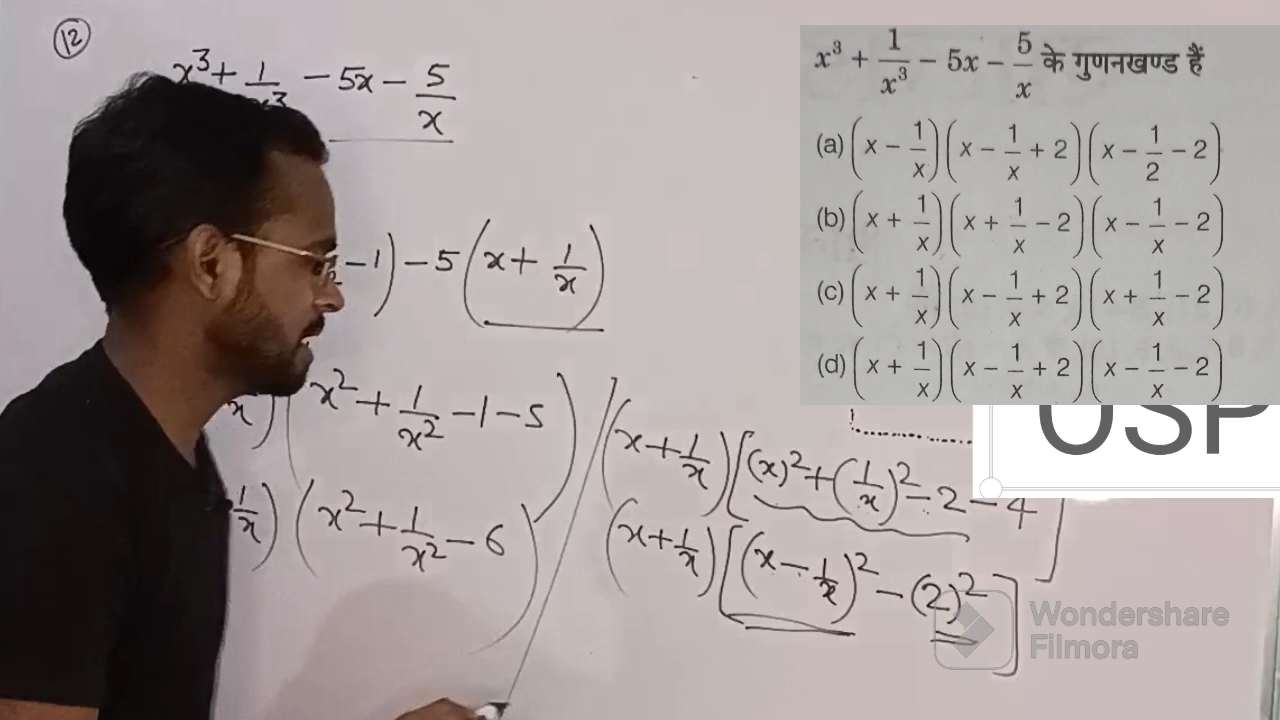 12
x³ + 1/x³ − 5x − 5/x
−1) − 5(x + 1/x)
x² + 1/x² − 1 − 5)
1/x)(x² + 1/x² − 6)
(x + 1/x)[(x)² + (1/x)² − 2 − 4]
(x + 1/x)[(x − 1/x)² − (2)²]
x³ + 1/x³ − 5x − 5/x के गुणनखण्ड हैं
(a) (x − 1/x)(x − 1/x + 2)(x − 1/2 − 2)
(b) (x + 1/x)(x + 1/x − 2)(x − 1/x − 2)
(c) (x + 1/x)(x − 1/x + 2)(x + 1/x − 2)
(d) (x + 1/x)(x − 1/x + 2)(x − 1/x − 2)
USP
Wondershare
Filmora